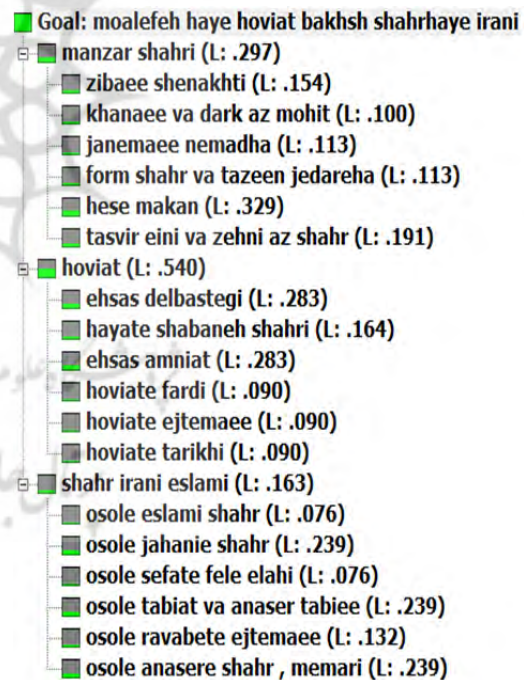 Goal: moalefeh haye hoviat bakhsh shahrhaye irani
manzar shahri (L: .297)
zibaee shenakhti (L: .154)
khanaee va dark az mohit (L: .100)
janemaee nemadha (L: .113)
form shahr va tazeen jedareha (L: .113)
hese makan (L: .329)
tasvir eini va zehni az shahr (L: .191)
hoviat (L: .540)
ehsas delbastegi (L: .283)
hayate shabaneh shahri (L: .164)
ehsas amniat (L: .283)
hoviate fardi (L: .090)
hoviate ejtemaee (L: .090)
hoviate tarikhi (L: .090)
shahr irani eslami (L: .163)
osole eslami shahr (L: .076)
osole jahanie shahr (L: .239)
osole sefate fele elahi (L: .076)
osole tabiat va anaser tabiee (L: .239)
osole ravabete ejtemaee (L: .132)
osole anasere shahr , memari (L: .239)